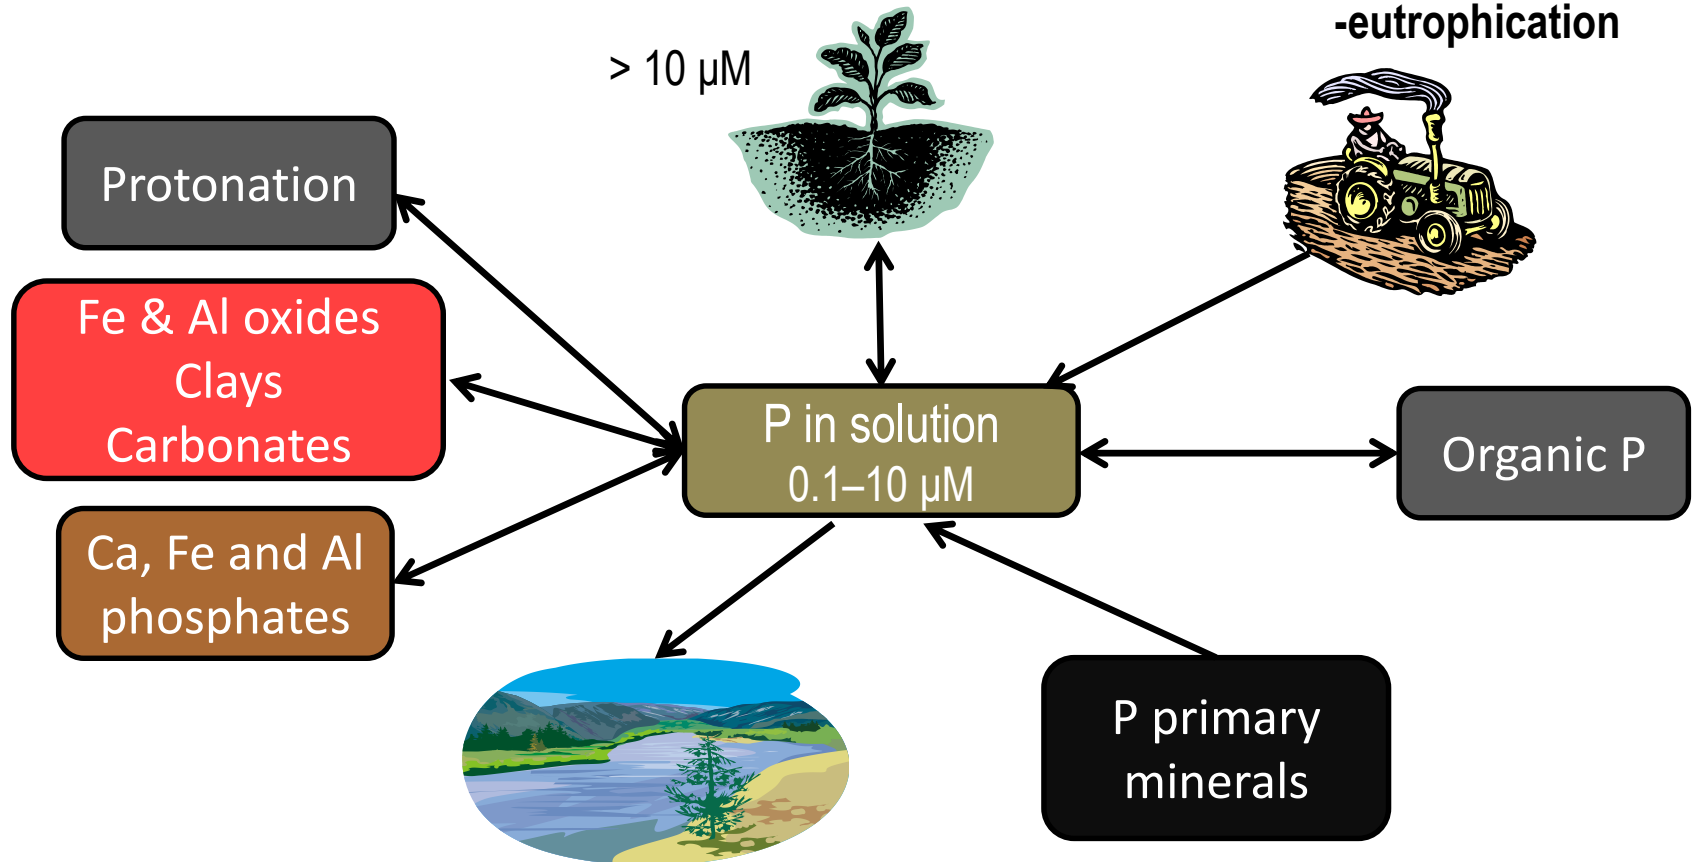 -eutrophication
> 10 µM
Protonation
Fe & Al oxides
Clays
Carbonates
P in solution
0.1–10 µM
Organic P
Ca, Fe and Al
phosphates
P primary
minerals